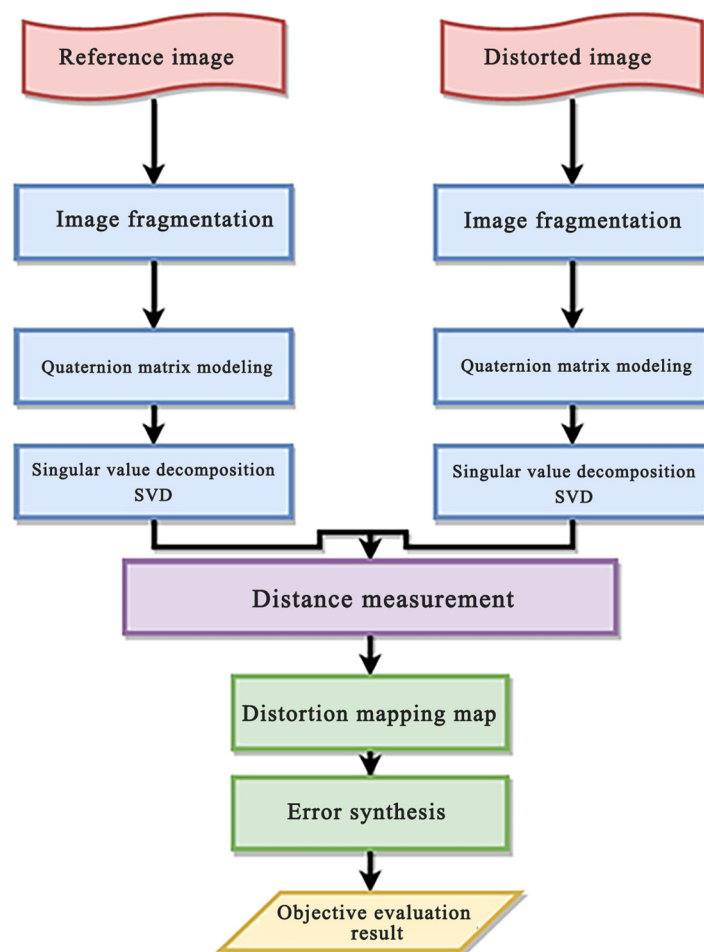 Reference image
Distorted image
Image fragmentation
Image fragmentation
Quaternion matrix modeling
Quaternion matrix modeling
Singular value decomposition
SVD
Singular value decomposition
SVD
Distance measurement
Distortion mapping map
Error synthesis
Objective evaluation
result